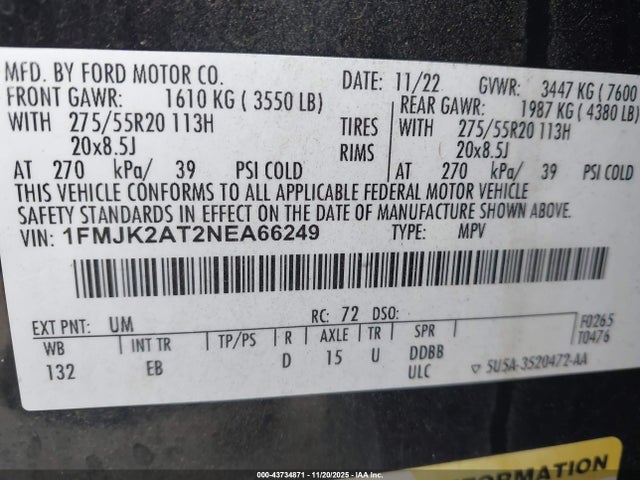 MFD. BY FORD MOTOR CO. DATE: 11/22 GVWR: 3447 KG ( 7600
FRONT GAWR: 1610 KG ( 3550 LB) REAR GAWR: 1987 KG ( 4380 LB)
WITH 275/55R20 113H TIRES WITH 275/55R20 113H
20x8.5J RIMS 20x8.5J
AT 270 kPa/ 39 PSI COLD AT 270 kPa/ 39 PSI COLD
THIS VEHICLE CONFORMS TO ALL APPLICABLE FEDERAL MOTOR VEHICLE
SAFETY STANDARDS IN EFFECT ON THE DATE OF MANUFACTURE SHOWN ABOVE.
VIN: 1FMJK2AT2NEA66249 TYPE: MPV
EXT PNT: UM RC: 72 DSO: F0265
WB INT TR TP/PS R AXLE TR SPR T0476
132 EB D 15 U DDBB
ULC ▽ SU5A-3520472-AA
INFORMATION
BRANCH: 000-43734871 | 11/20/2025 | IAA Inc.